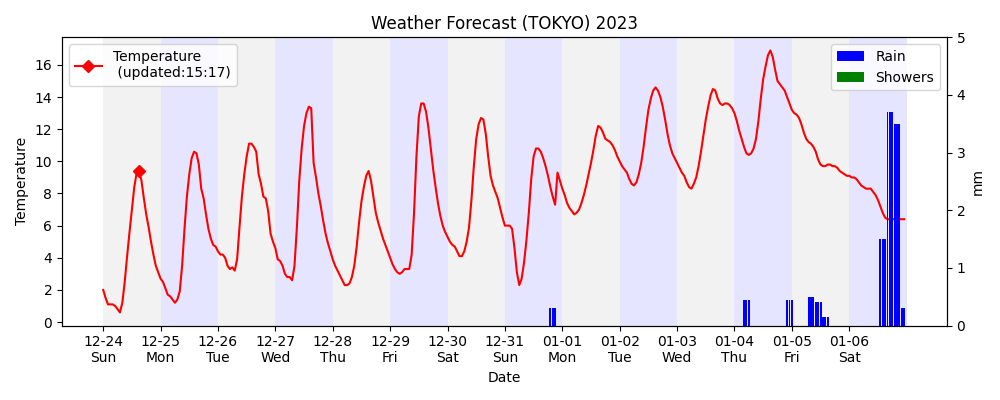 Weather Forecast (TOKYO) 2023
Temperature
(updated:15:17)
Rain
Showers
Temperature
16
14
12
10
8
6
4
2
0
5
4
3
2
1
0
mm
12-24 12-25 12-26 12-27 12-28 12-29 12-30 12-31 01-01 01-02 01-03 01-04 01-05 01-06
Sun Mon Tue Wed Thu Fri Sat Sun Mon Tue Wed Thu Fri Sat
Date